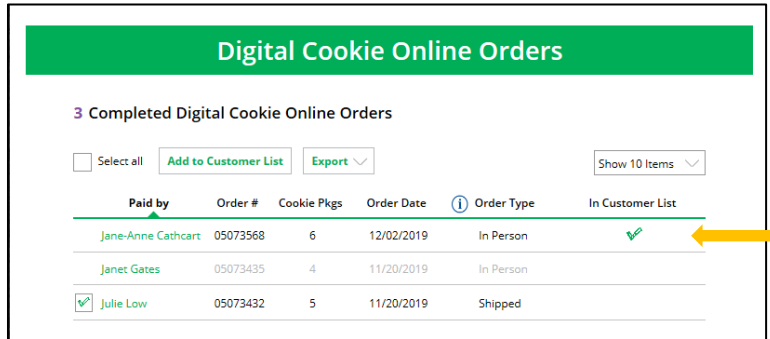 Digital Cookie Online Orders
3 Completed Digital Cookie Online Orders
Select all Add to Customer List Export Show 10 Items
Paid by Order # Cookie Pkgs Order Date i Order Type In Customer List
Jane-Anne Cathcart 05073568 6 12/02/2019 In Person
Janet Gates 05073435 4 11/20/2019 In Person
Julie Low 05073432 5 11/20/2019 Shipped